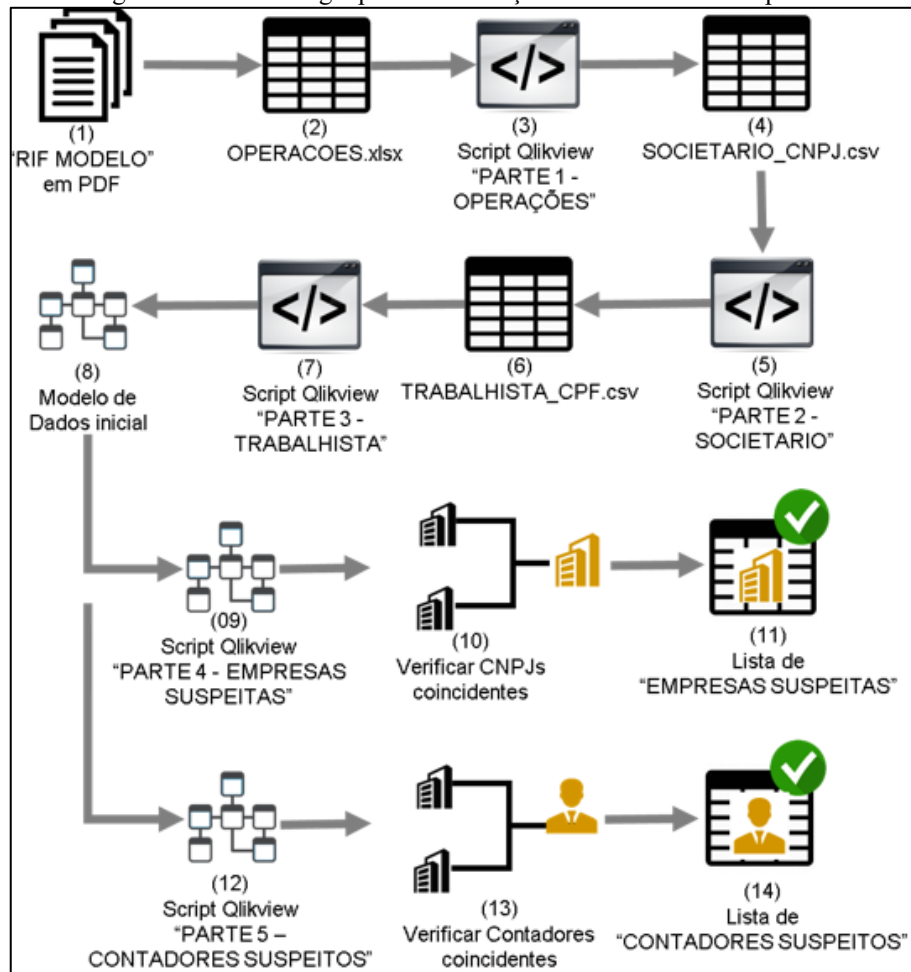 (1)
"RIF MODELO"
em PDF
(2)
OPERACOES.xlsx
</>
(3)
Script Qlikview
"PARTE 1 -
OPERAÇÕES"
(4)
SOCIETARIO_CNPJ.csv
</>
(5)
Script Qlikview
"PARTE 2 -
SOCIETARIO"
(6)
TRABALHISTA_CPF.csv
</>
(7)
Script Qlikview
"PARTE 3 -
TRABALHISTA"
(8)
Modelo de
Dados inicial
(09)
Script Qlikview
"PARTE 4 - EMPRESAS
SUSPEITAS"
(10)
Verificar CNPJs
coincidentes
(11)
Lista de
"EMPRESAS SUSPEITAS"
(12)
Script Qlikview
"PARTE 5 –
CONTADORES SUSPEITOS"
(13)
Verificar Contadores
coincidentes
(14)
Lista de
"CONTADORES SUSPEITOS"